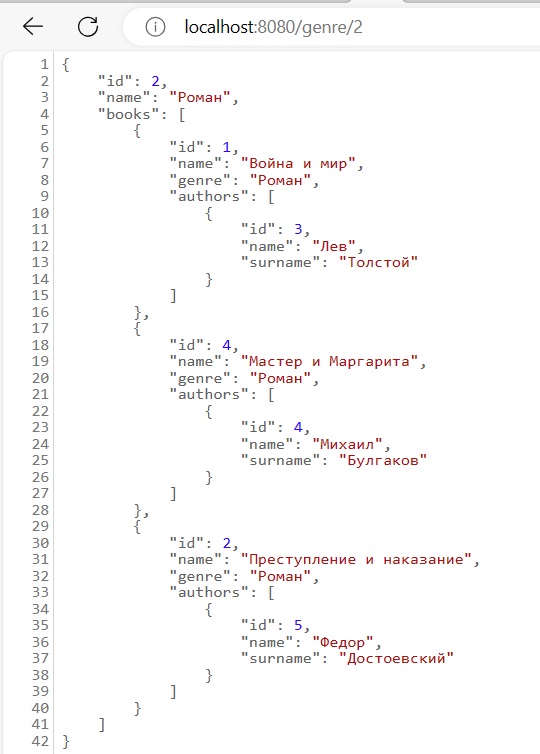 localhost:8080/genre/2
1 {
2 "id": 2,
3 "name": "Роман",
4 "books": [
5 {
6 "id": 1,
7 "name": "Война и мир",
8 "genre": "Роман",
9 "authors": [
10 {
11 "id": 3,
12 "name": "Лев",
13 "surname": "Толстой"
14 }
15 ]
16 },
17 {
18 "id": 4,
19 "name": "Мастер и Маргарита",
20 "genre": "Роман",
21 "authors": [
22 {
23 "id": 4,
24 "name": "Михаил",
25 "surname": "Булгаков"
26 }
27 ]
28 },
29 {
30 "id": 2,
31 "name": "Преступление и наказание",
32 "genre": "Роман",
33 "authors": [
34 {
35 "id": 5,
36 "name": "Федор",
37 "surname": "Достоевский"
38 }
39 ]
40 }
41 ]
42 }